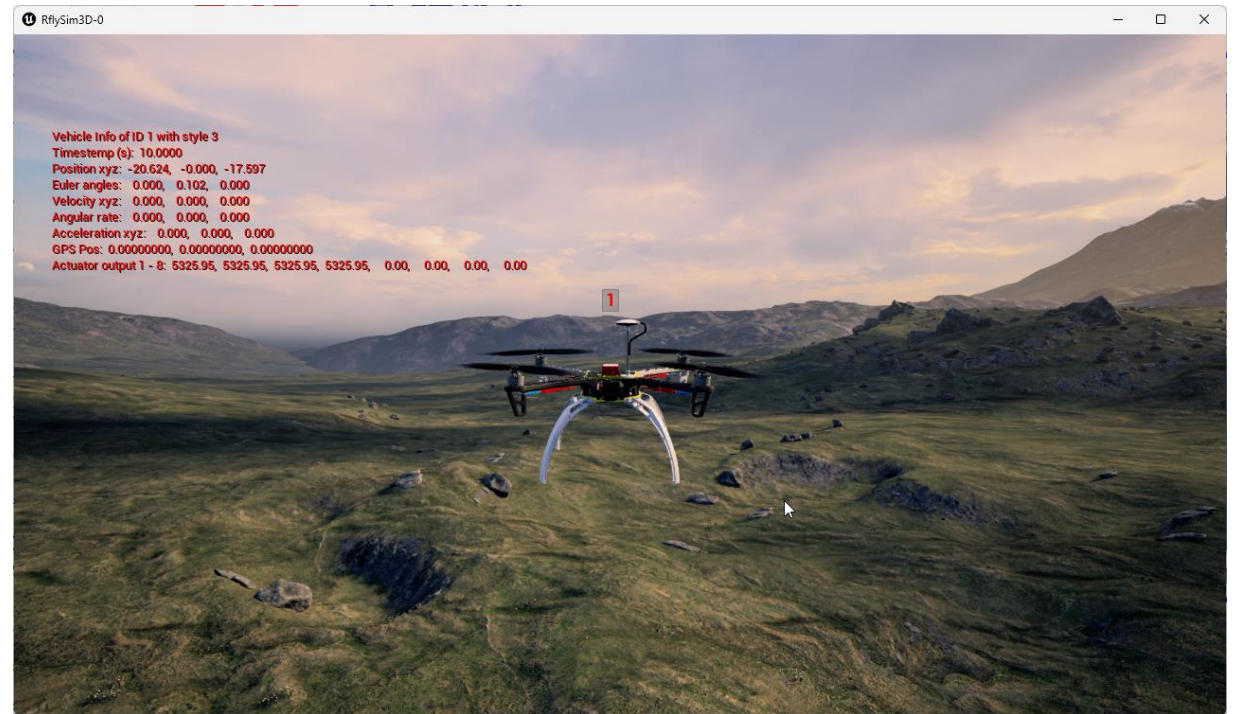 RflySim3D-0
Vehicle Info of ID 1 with style 3
Timestemp (s): 10.0000
Position xyz: -20.624, -0.000, -17.597
Euler angles: 0.000, 0.102, 0.000
Velocity xyz: 0.000, 0.000, 0.000
Angular rate: 0.000, 0.000, 0.000
Acceleration xyz: 0.000, 0.000, 0.000
GPS Pos: 0.00000000, 0.00000000, 0.00000000
Actuator output 1 - 8: 5325.95, 5325.95, 5325.95, 5325.95, 0.00, 0.00, 0.00, 0.00
1